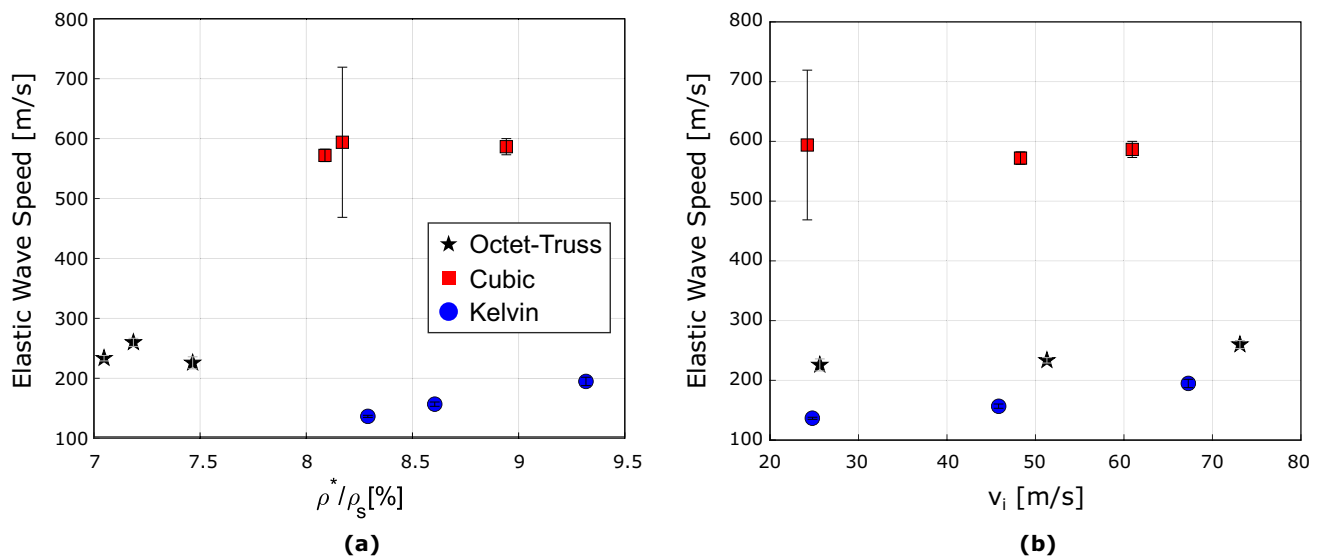 800
700
600
500
400
300
200
100
Elastic Wave Speed [m/s]
7 7.5 8 8.5 9 9.5
ρ*/ρs[%]
Octet-Truss
Cubic
Kelvin
(a)
800
700
600
500
400
300
200
100
Elastic Wave Speed [m/s]
20 30 40 50 60 70 80
vi [m/s]
(b)